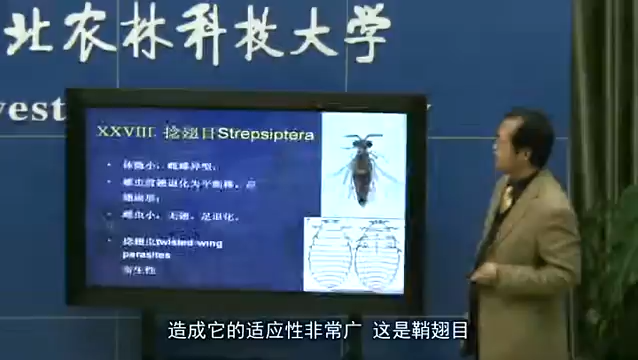 北农林科技大学
vest
XXVIII. 捻翅目Strepsiptera
体微小，雌雄异型；
雄虫前翅退化为平衡棒，后
翅扇形；
雌虫小，无翅，足退化。
捻翅虫twisted wing
parasites
寄生性
造成它的适应性非常广 这是鞘翅目